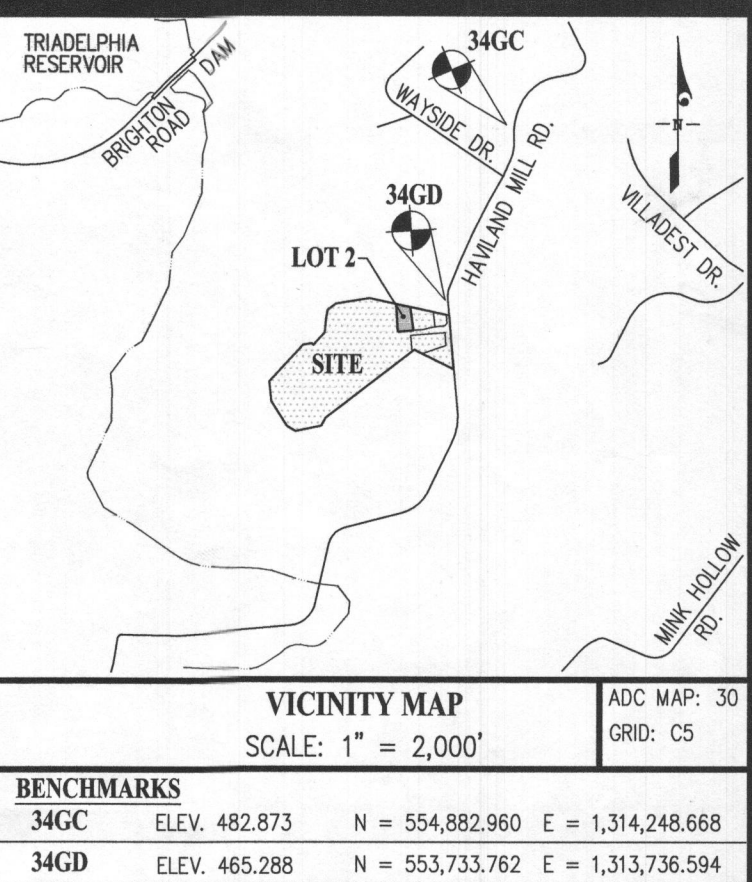 TRIADELPHIA
RESERVOIR
BRIGHTON DAM
ROAD
34GC
WAYSIDE DR.
HAVILAND MILL RD.
N
VILLADEST DR.
34GD
LOT 2
SITE
MINK HOLLOW
RD.
VICINITY MAP
SCALE: 1" = 2,000'
ADC MAP: 30
GRID: C5
BENCHMARKS
34GC ELEV. 482.873 N = 554,882.960 E = 1,314,248.668
34GD ELEV. 465.288 N = 553,733.762 E = 1,313,736.594